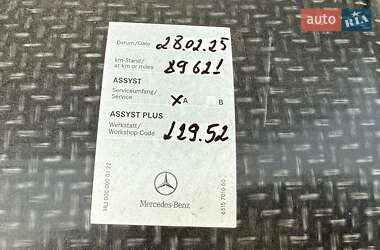 auto RIA
Datum/Date 28.02.25
km-Stand/
at km or miles 89621
ASSYST
Serviceumfang/
Service X A B
ASSYST PLUS
Werkstatt/
Workshop-Code 119.52
Mercedes-Benz